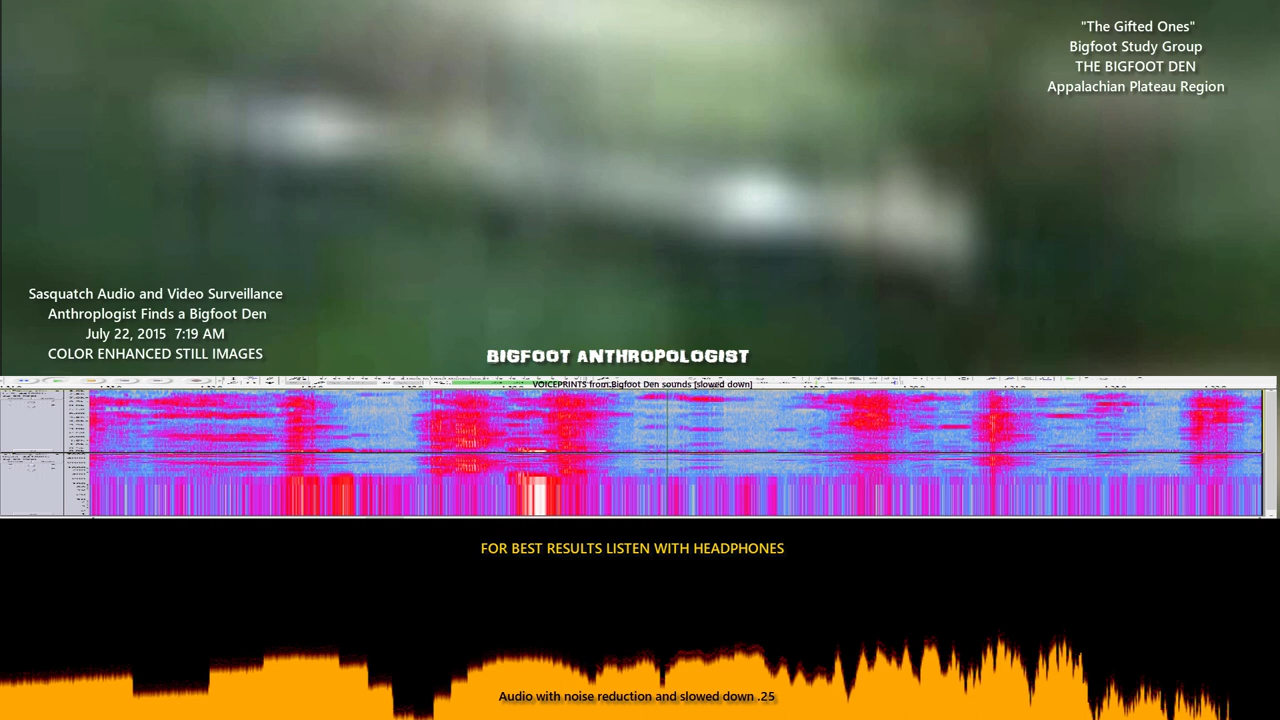 "The Gifted Ones"
Bigfoot Study Group
THE BIGFOOT DEN
Appalachian Plateau Region
Sasquatch Audio and Video Surveillance
Anthroplogist Finds a Bigfoot Den
July 22, 2015  7:19 AM
COLOR ENHANCED STILL IMAGES
BIGFOOT ANTHROPOLOGIST
VOICEPRINTS from Bigfoot Den sounds [slowed down]
FOR BEST RESULTS LISTEN WITH HEADPHONES
Audio with noise reduction and slowed down .25